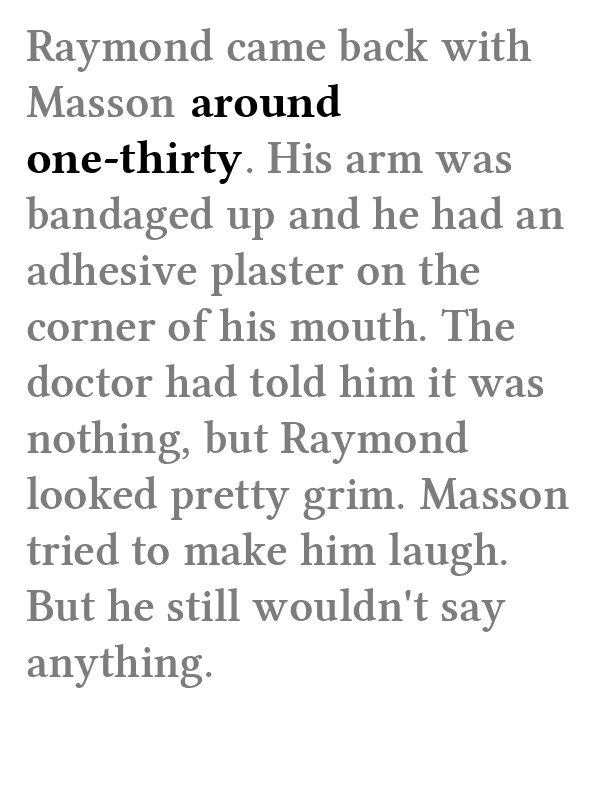 Raymond came back with
Masson around
one-thirty. His arm was
bandaged up and he had an
adhesive plaster on the
corner of his mouth. The
doctor had told him it was
nothing, but Raymond
looked pretty grim. Masson
tried to make him laugh.
But he still wouldn't say
anything.